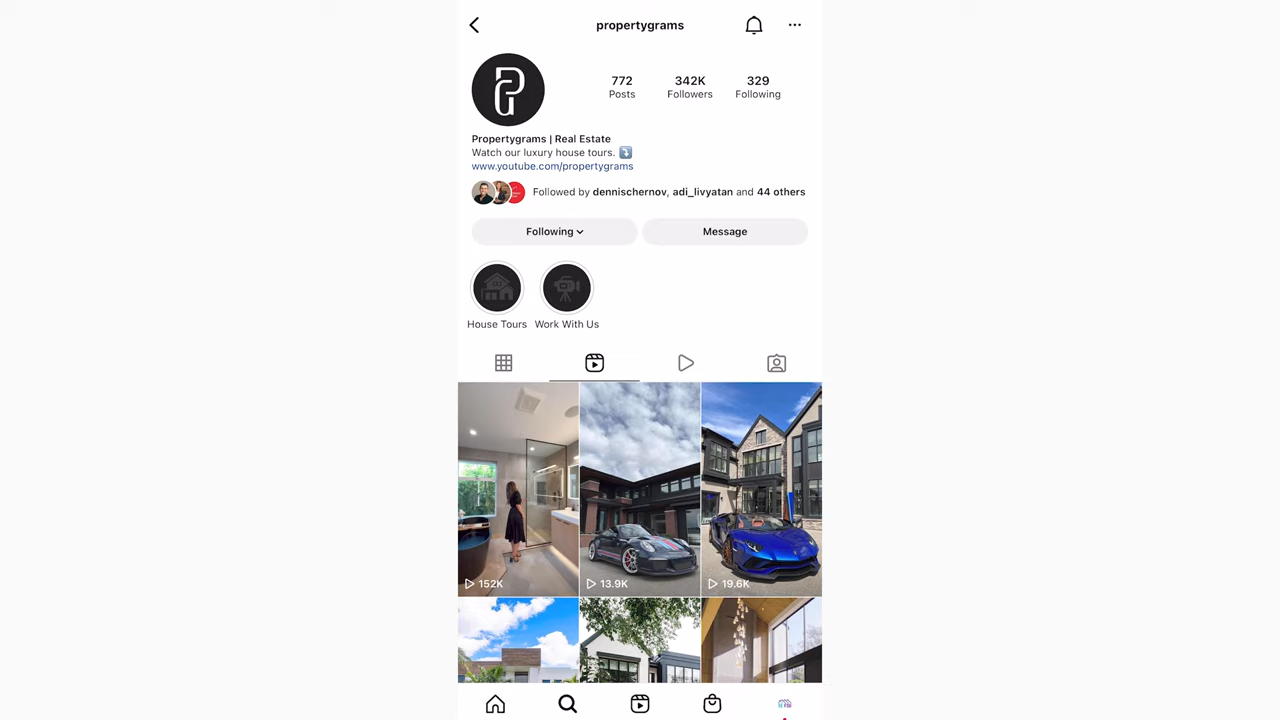 propertygrams
772
342K
329
Posts
Followers
Following
Propertygrams | Real Estate
Watch our luxury house tours.
www.youtube.com/propertygrams
Followed by dennischernov, adi_livyatan and 44 others
Following
Message
House Tours
Work With Us
152K
13.9K
19.6K